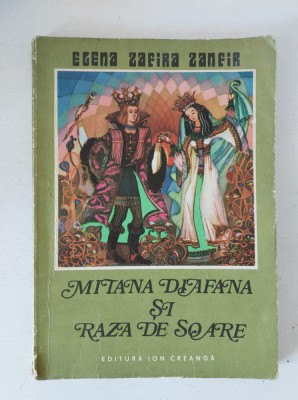 ELENA ZAFIRA ZANFIR
MITANA DIAFANA
ȘI
RAZA DE SOARE
EDITURA ION CREANGĂ